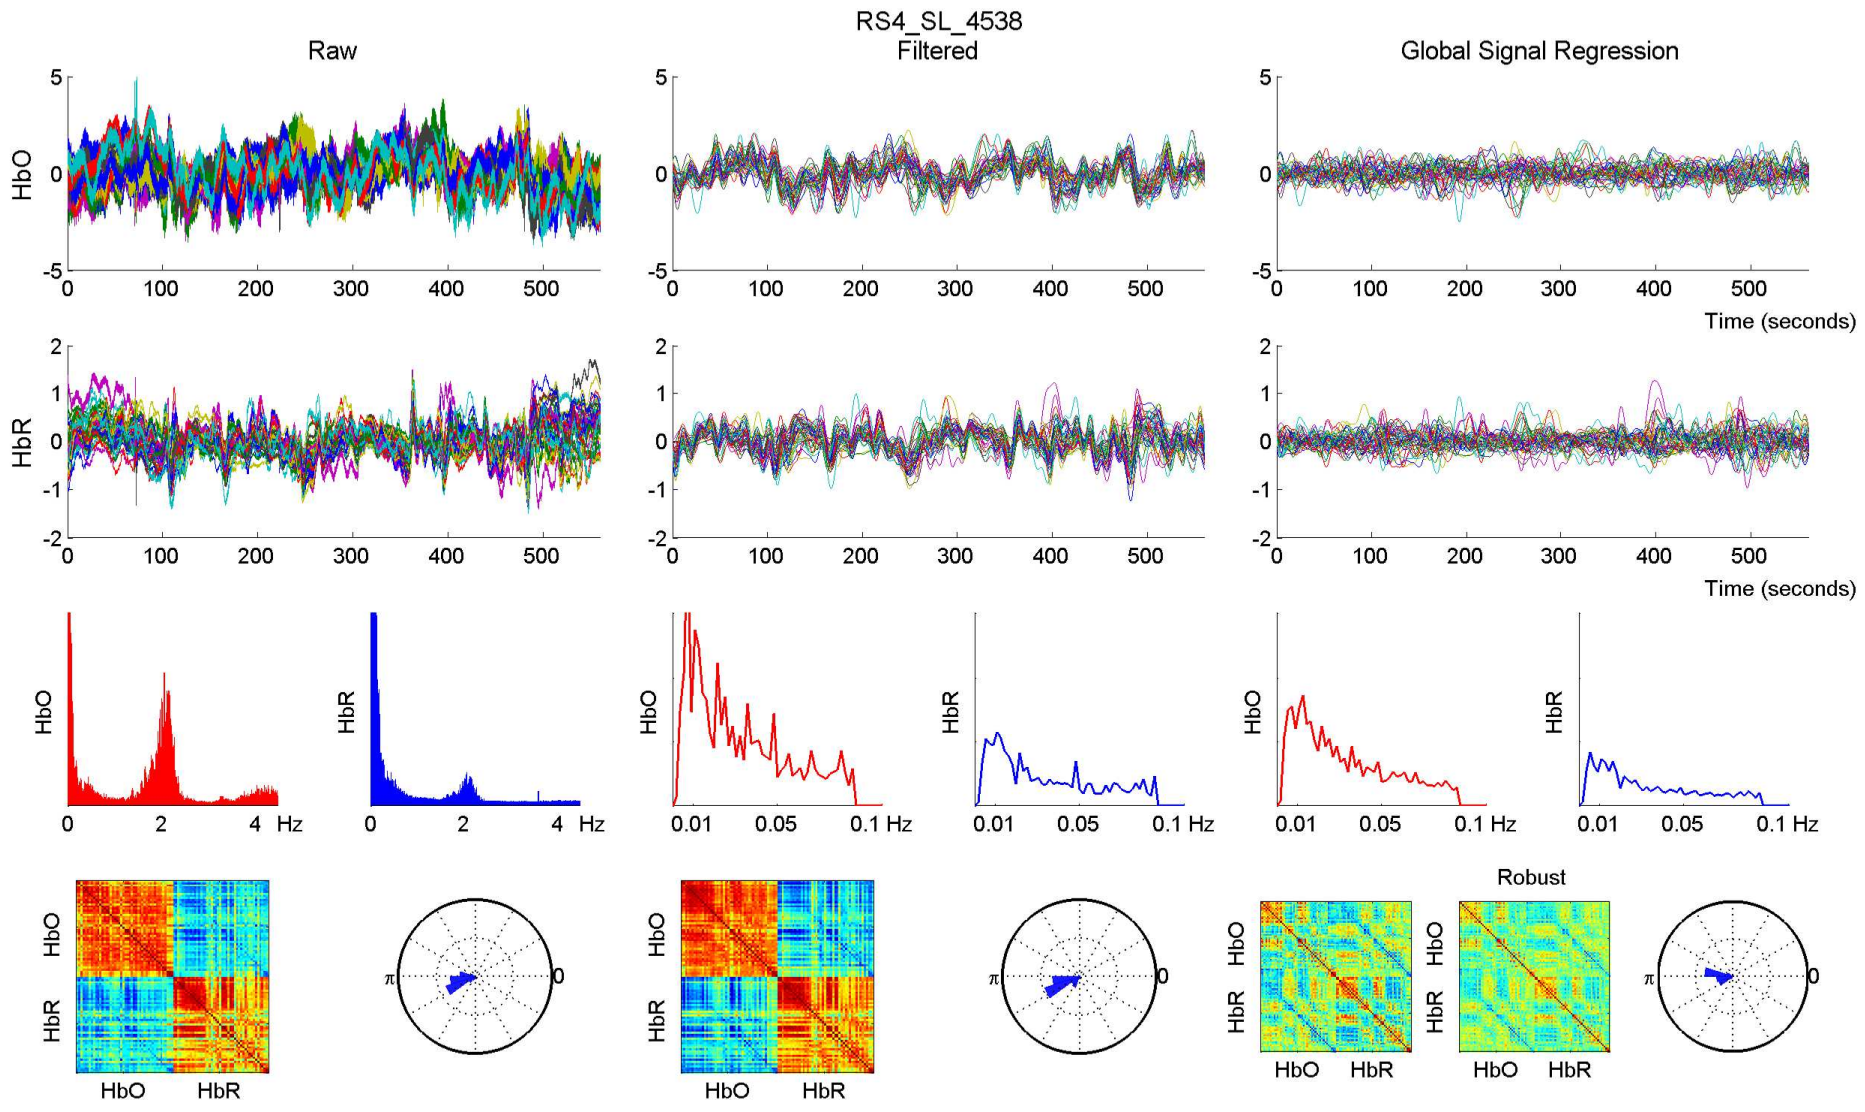 RS4_SL_4538
Raw
Filtered
Global Signal Regression
HbO
5
0
-5
0 100 200 300 400 500
5
0
-5
0 100 200 300 400 500
5
0
-5
0 100 200 300 400 500
Time (seconds)
HbR
2
1
0
-1
-2
0 100 200 300 400 500
2
1
0
-1
-2
0 100 200 300 400 500
2
1
0
-1
-2
0 100 200 300 400 500
Time (seconds)
HbO
0 2 4 Hz
HbR
0 2 4 Hz
HbO
0.01 0.05 0.1 Hz
HbR
0.01 0.05 0.1 Hz
HbO
0.01 0.05 0.1 Hz
HbR
0.01 0.05 0.1 Hz
HbO
HbR
HbO HbR
π 0
HbO
HbR
HbO HbR
π 0
HbO
HbR
HbO HbR
Robust
HbO
HbR
HbO HbR
π 0